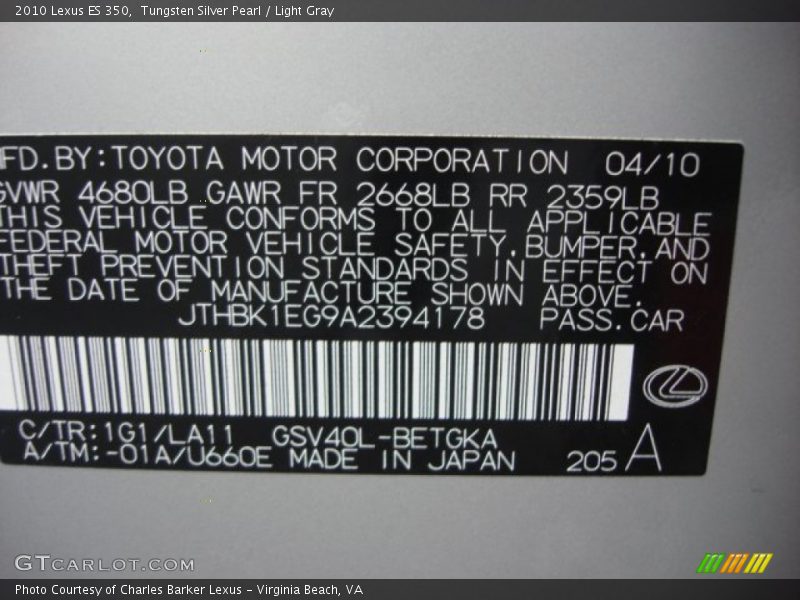 2010 Lexus ES 350, Tungsten Silver Pearl / Light Gray
FD.BY:TOYOTA MOTOR CORPORATION 04/10
GVWR 4680LB GAWR FR 2668LB RR 2359LB
THIS VEHICLE CONFORMS TO ALL APPLICABLE
FEDERAL MOTOR VEHICLE SAFETY,BUMPER,AND
THEFT PREVENTION STANDARDS IN EFFECT ON
THE DATE OF MANUFACTURE SHOWN ABOVE.
JTHBK1EG9A2394178 PASS.CAR
C/TR:1G1/LA11 GSV40L-BETGKA
A/TM:-01A/U660E MADE IN JAPAN 205 A
GTCARLOT.COM
Photo Courtesy of Charles Barker Lexus - Virginia Beach, VA